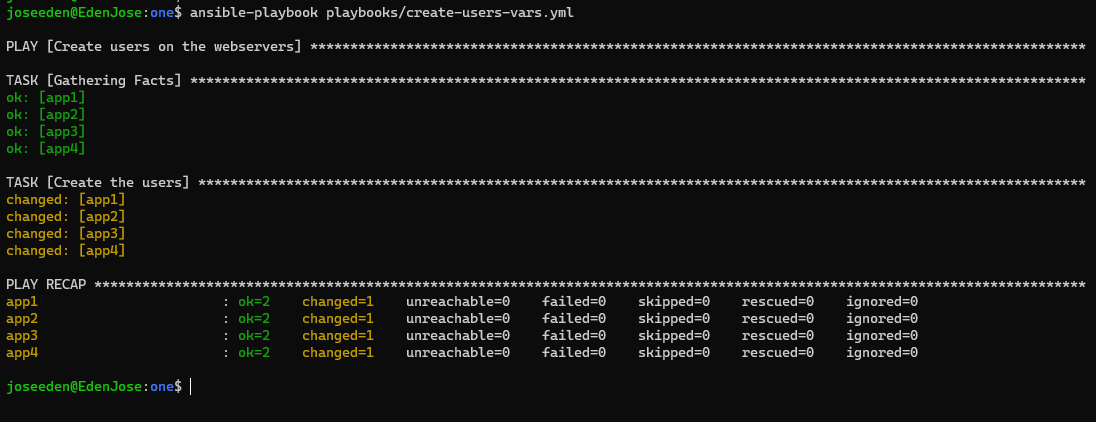 joseeden@EdenJose:one$ ansible-playbook playbooks/create-users-vars.yml
PLAY [Create users on the webservers] *************************************************************************************************
TASK [Gathering Facts] ****************************************************************************************************************
ok: [app1]
ok: [app2]
ok: [app3]
ok: [app4]
TASK [Create the users] ***************************************************************************************************************
changed: [app1]
changed: [app2]
changed: [app3]
changed: [app4]
PLAY RECAP ****************************************************************************************************************************
app1                       : ok=2    changed=1    unreachable=0    failed=0    skipped=0    rescued=0    ignored=0
app2                       : ok=2    changed=1    unreachable=0    failed=0    skipped=0    rescued=0    ignored=0
app3                       : ok=2    changed=1    unreachable=0    failed=0    skipped=0    rescued=0    ignored=0
app4                       : ok=2    changed=1    unreachable=0    failed=0    skipped=0    rescued=0    ignored=0
joseeden@EdenJose:one$